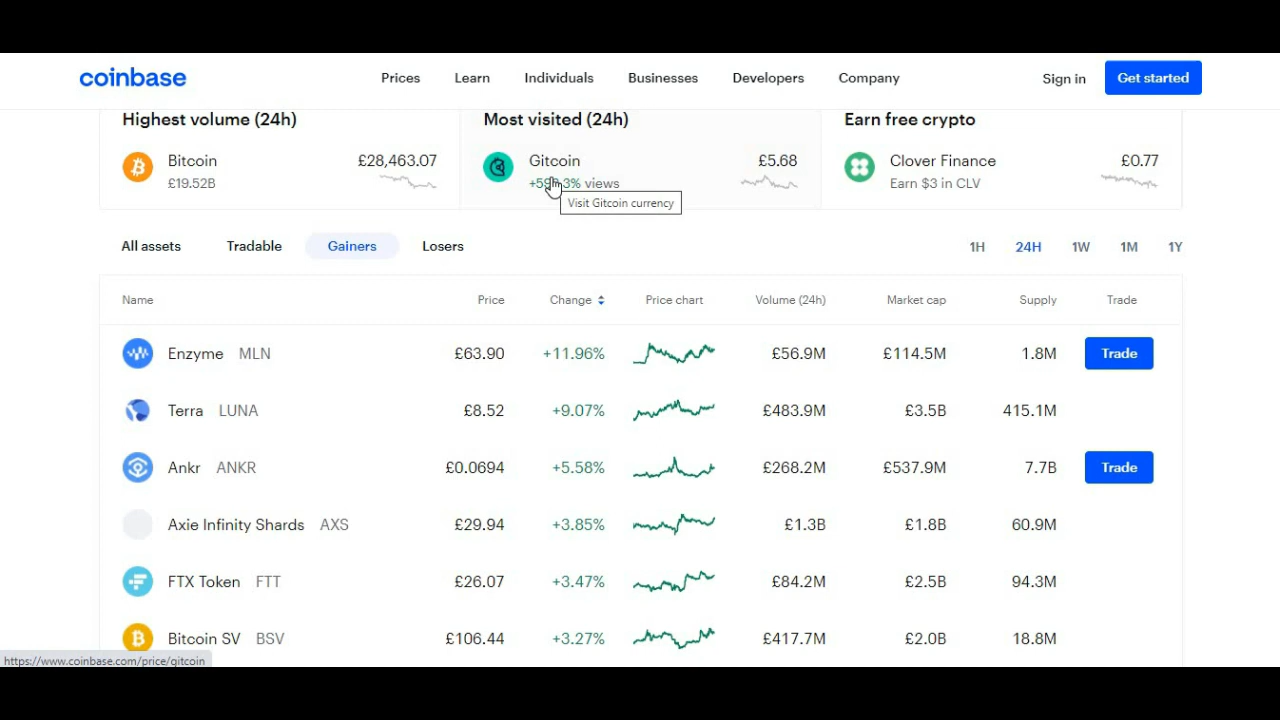 coinbase Prices Learn Individuals Businesses Developers Company Sign in Get started
Highest volume (24h) Most visited (24h) Earn free crypto
Bitcoin £28,463.07 Gitcoin £5.68 Clover Finance £0.77
£19.52B views Earn $3 in CLV
Visit Gitcoin currency
All assets Tradable Gainers Losers 1H 24H 1W 1M 1Y
Name Price Change Price chart Volume (24h) Market cap Supply Trade
Enzyme MLN £63.90 +11.96% £56.9M £114.5M 1.8M Trade
Terra LUNA £8.52 +9.07% £483.9M £3.5B 415.1M
Ankr ANKR £0.0694 +5.58% £268.2M £537.9M 7.7B Trade
Axie Infinity Shards AXS £29.94 +3.85% £1.3B £1.8B 60.9M
FTX Token FTT £26.07 +3.47% £84.2M £2.5B 94.3M
Bitcoin SV BSV £106.44 +3.27% £417.7M £2.0B 18.8M
https://www.coinbase.com/price/gitcoin